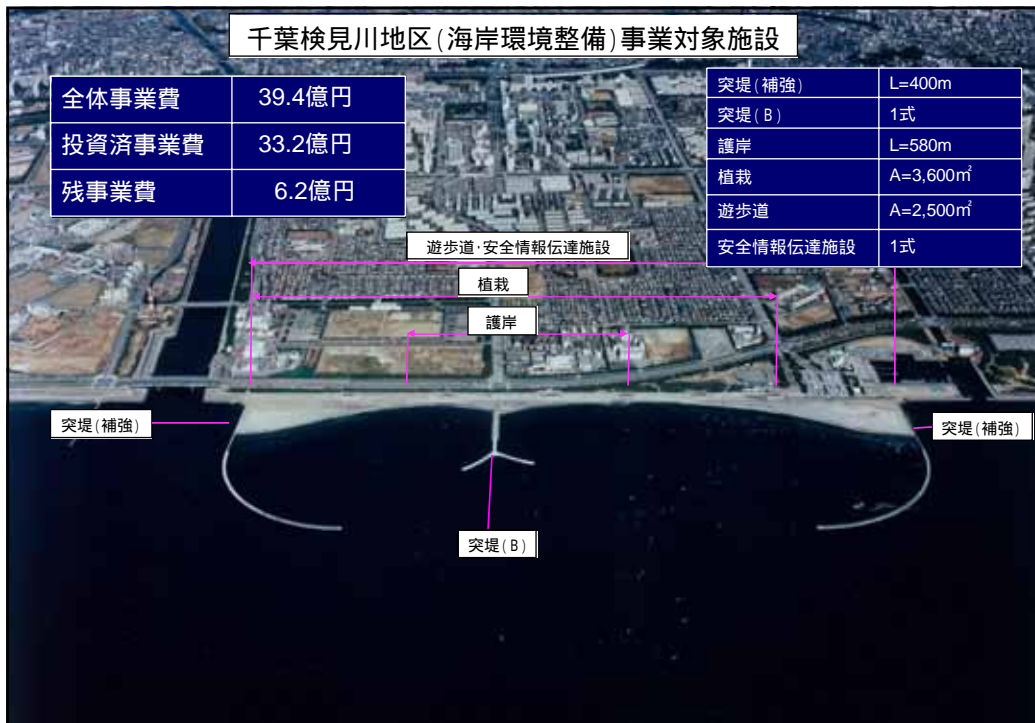 千葉検見川地区(海岸環境整備)事業対象施設
全体事業費 39.4億円
投資済事業費 33.2億円
残事業費 6.2億円
突堤(補強) L=400m
突堤(B) 1式
護岸 L=580m
植栽 A=3,600㎡
遊歩道 A=2,500㎡
安全情報伝達施設 1式
遊歩道・安全情報伝達施設
植栽
護岸
突堤(補強)
突堤(補強)
突堤(B)